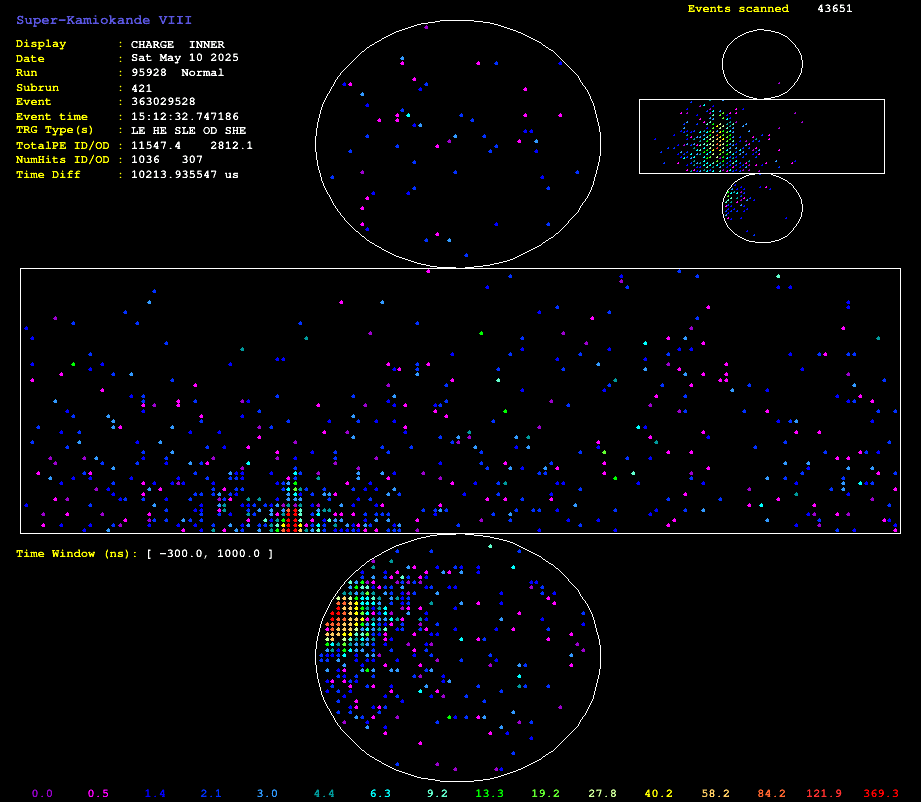 Events scanned 43651
Super-Kamiokande VIII
Display : CHARGE INNER
Date : Sat May 10 2025
Run : 95928 Normal
Subrun : 421
Event : 363029528
Event time : 15:12:32.747186
TRG Type(s) : LE HE SLE OD SHE
TotalPE ID/OD : 11547.4 2812.1
NumHits ID/OD : 1036 307
Time Diff : 10213.935547 us
Time Window (ns): [ −300.0, 1000.0 ]
0.0 0.5 1.4 2.1 3.0 4.4 6.3 9.2 13.3 19.2 27.8 40.2 58.2 84.2 121.9 369.3